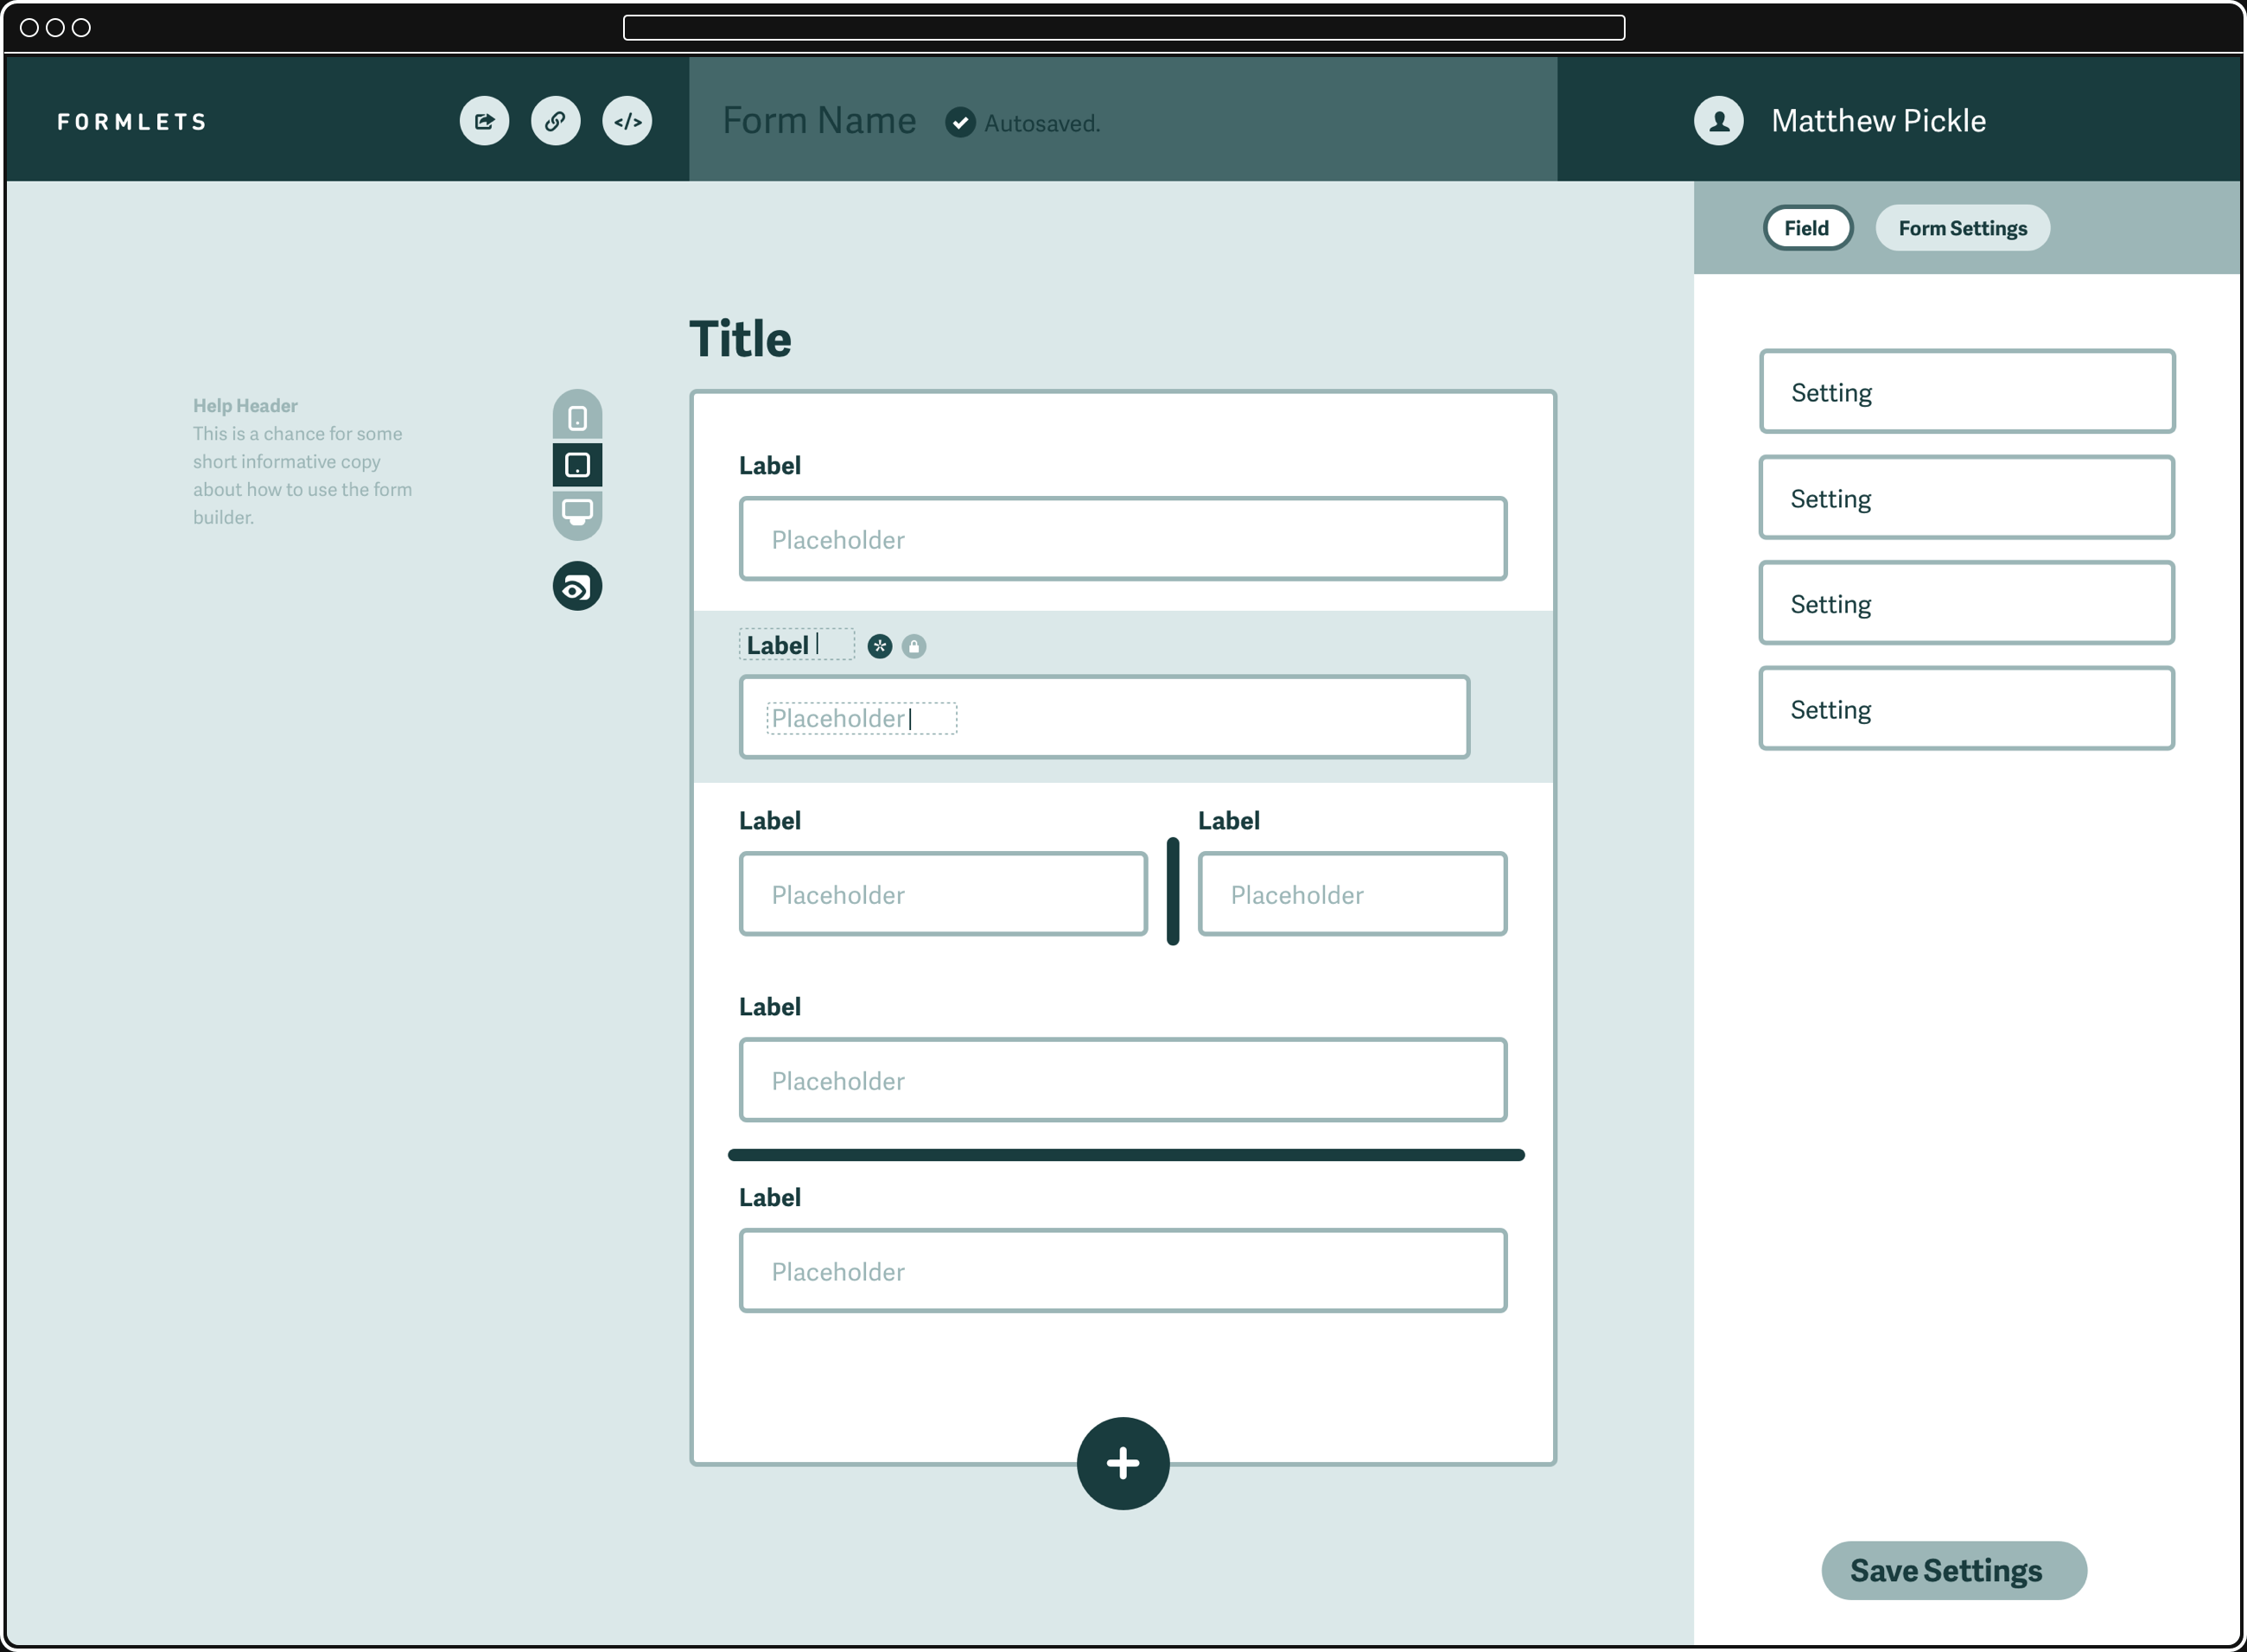 FORMLETS
</>
Form Name
Autosaved.
Matthew Pickle
Field
Form Settings
Title
Help Header
This is a chance for some
short informative copy
about how to use the form
builder.
Label
Placeholder
Label
*
Placeholder
Label
Label
Placeholder
Placeholder
Label
Placeholder
Label
Placeholder
+
Setting
Setting
Setting
Setting
Save Settings